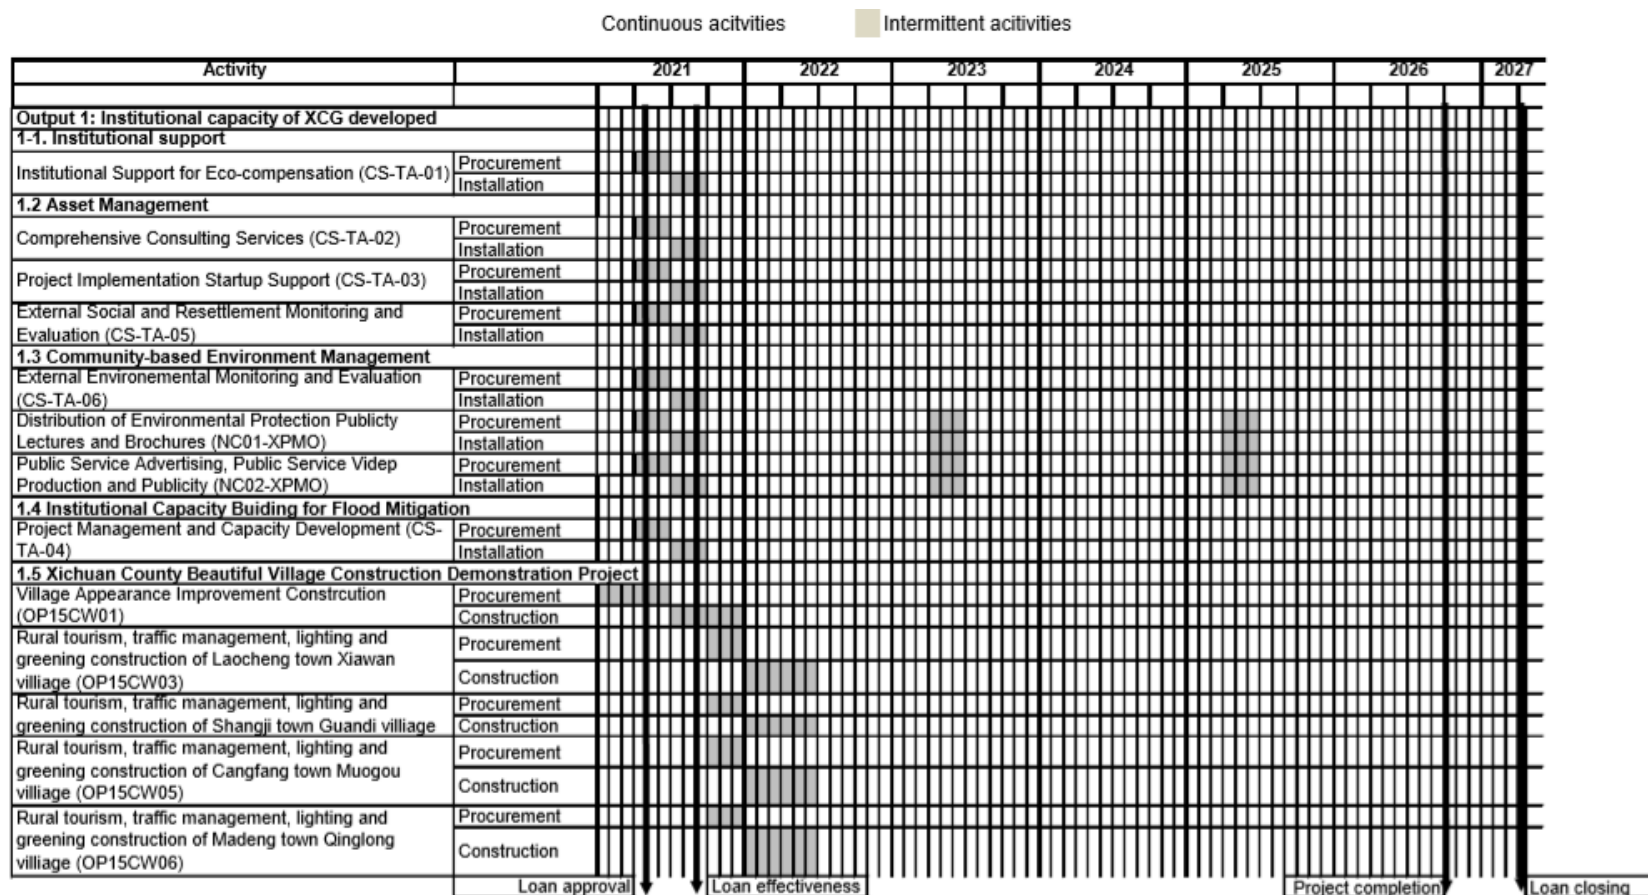 Continuous acitvities
Intermittent acitivities
Activity 2021 2022 2023 2024 2025 2026 2027
Output 1: Institutional capacity of XCG developed
1-1. Institutional support
Institutional Support for Eco-compensation (CS-TA-01)
Procurement
Installation
1.2 Asset Management
Comprehensive Consulting Services (CS-TA-02)
Procurement
Installation
Project Implementation Startup Support (CS-TA-03)
Procurement
Installation
External Social and Resettlement Monitoring and
Evaluation (CS-TA-05)
Procurement
Installation
1.3 Community-based Environment Management
External Environemental Monitoring and Evaluation
(CS-TA-06)
Procurement
Installation
Distribution of Environmental Protection Publicty
Lectures and Brochures (NC01-XPMO)
Procurement
Installation
Public Service Advertising, Public Service Videp
Production and Publicity (NC02-XPMO)
Procurement
Installation
1.4 Institutional Capacity Buiding for Flood Mitigation
Project Management and Capacity Development (CS-
TA-04)
Procurement
Installation
1.5 Xichuan County Beautiful Village Construction Demonstration Project
Village Appearance Improvement Constrcution
(OP15CW01)
Procurement
Construction
Rural tourism, traffic management, lighting and
greening construction of Laocheng town Xiawan
villiage (OP15CW03)
Procurement
Construction
Rural tourism, traffic management, lighting and
greening construction of Shangji town Guandi villiage
Procurement
Construction
Rural tourism, traffic management, lighting and
greening construction of Cangfang town Muogou
villiage (OP15CW05)
Procurement
Construction
Rural tourism, traffic management, lighting and
greening construction of Madeng town Qinglong
villiage (OP15CW06)
Procurement
Construction
Loan approval
Loan effectiveness
Project completion
Loan closing